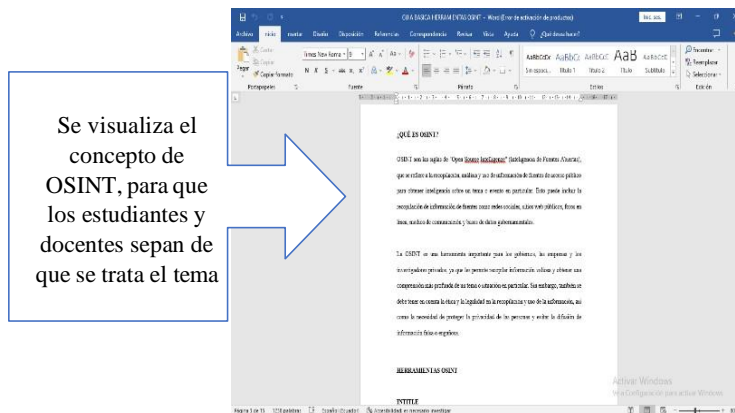 Se visualiza el
concepto de
OSINT, para que
los estudiantes y
docentes sepan de
que se trata el tema
GUIA BASICA HERRAMIENTAS OSINT - Word (Error de activación de productos)
Inic. ses.
Archivo Inicio Insertar Diseño Disposición Referencias Correspondencia Revisar Vista Ayuda ¿Qué desea hacer?
Cortar
Copiar
Copiar formato
Pegar
Times New Roma
N K S
AaBbCcDc AaBbCc AaBbCcC AaB AaBbCcC
Sin espaci... Título 1 Título 2 Título Subtítulo
Buscar
Reemplazar
Seleccionar
Portapapeles Fuente Párrafo Estilos Edición
¿QUÉ ES OSINT?
OSINT son las siglas de "Open Source Intelligence" (Inteligencia de Fuentes Abiertas),
que se refiere a la recopilación, análisis y uso de información de fuentes de acceso público
para obtener inteligencia sobre un tema o evento en particular. Esto puede incluir la
recopilación de información de fuentes como redes sociales, sitios web públicos, foros en
línea, medios de comunicación y bases de datos gubernamentales.
La OSINT es una herramienta importante para los gobiernos, las empresas y los
investigadores privados, ya que les permite recopilar información valiosa y obtener una
comprensión más profunda de un tema o situación en particular. Sin embargo, también se
debe tener en cuenta la ética y la legalidad en la recopilación y uso de la información, así
como la necesidad de proteger la privacidad de las personas y evitar la difusión de
información falsa o engañosa.
HERRAMIENTAS OSINT
INTITLE
Activar Windows
Ve a Configuración para activar Windows.
Página 1 de 15 palabras Español (Ecuador) Accesibilidad: es necesario investigar